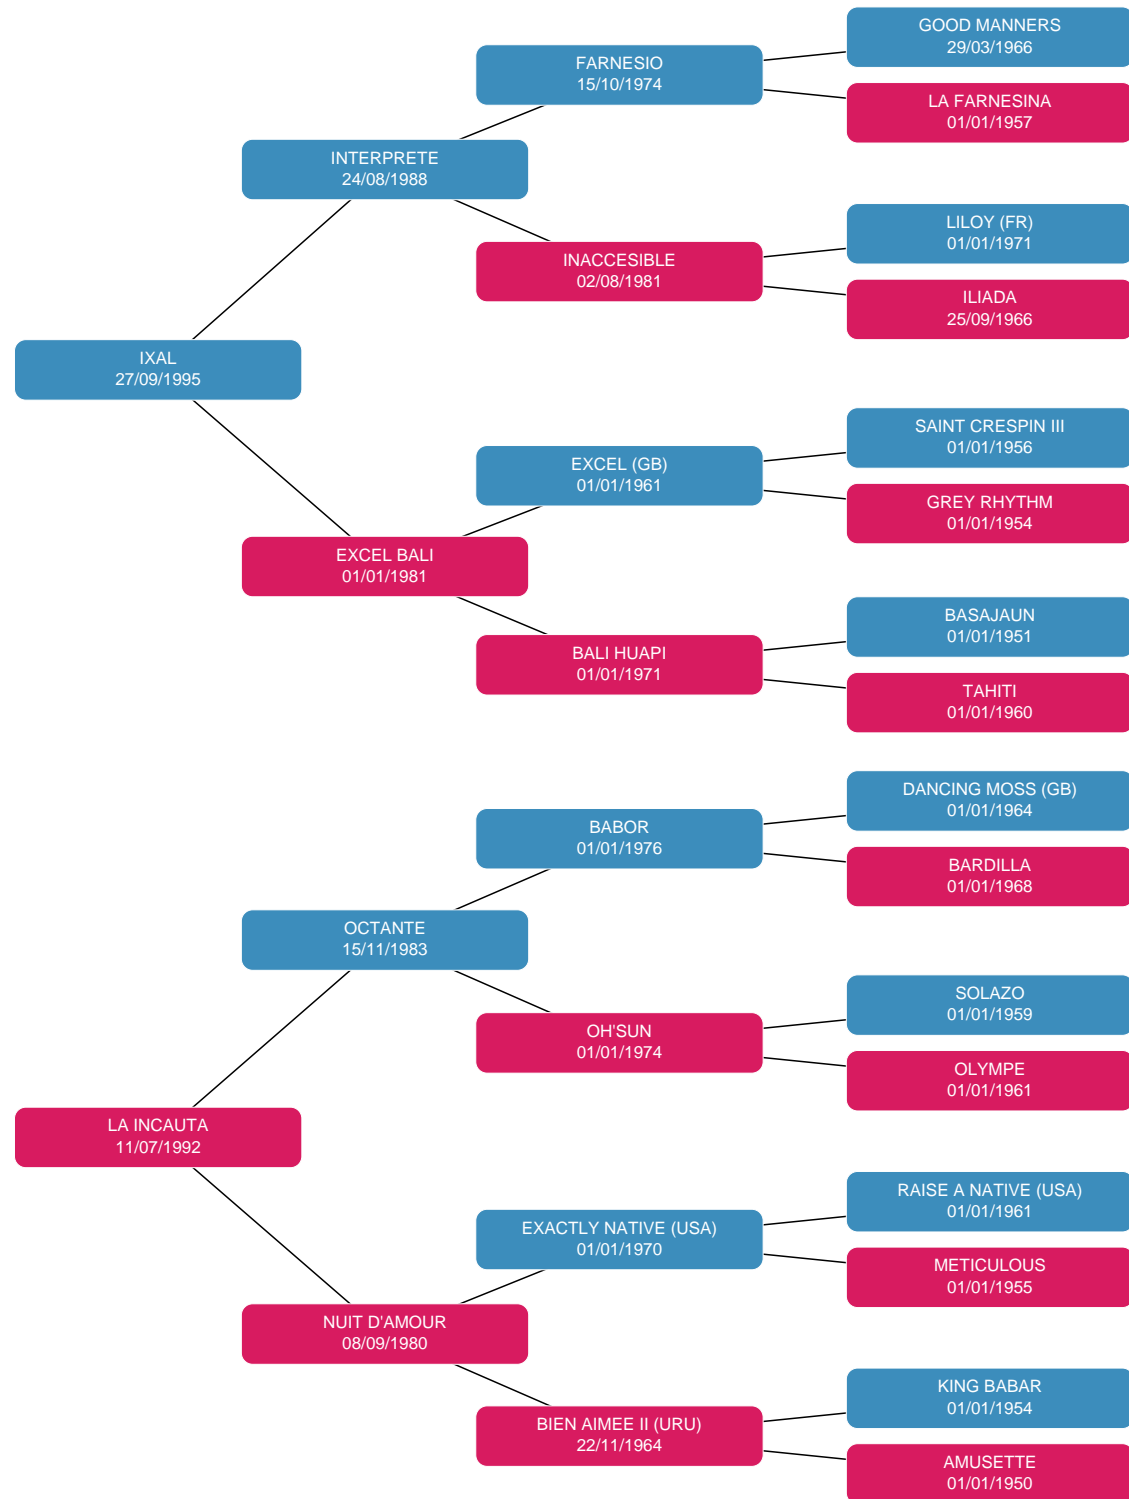 GOOD MANNERS
29/03/1966
FARNESIO
15/10/1974
LA FARNESINA
01/01/1957
INTERPRETE
24/08/1988
LILOY (FR)
01/01/1971
INACCESIBLE
02/08/1981
ILIADA
25/09/1966
IXAL
27/09/1995
SAINT CRESPIN III
01/01/1956
EXCEL (GB)
01/01/1961
GREY RHYTHM
01/01/1954
EXCEL BALI
01/01/1981
BASAJAUN
01/01/1951
BALI HUAPI
01/01/1971
TAHITI
01/01/1960
DANCING MOSS (GB)
01/01/1964
BABOR
01/01/1976
BARDILLA
01/01/1968
OCTANTE
15/11/1983
SOLAZO
01/01/1959
OH'SUN
01/01/1974
OLYMPE
01/01/1961
LA INCAUTA
11/07/1992
RAISE A NATIVE (USA)
01/01/1961
EXACTLY NATIVE (USA)
01/01/1970
METICULOUS
01/01/1955
NUIT D'AMOUR
08/09/1980
KING BABAR
01/01/1954
BIEN AIMEE II (URU)
22/11/1964
AMUSETTE
01/01/1950